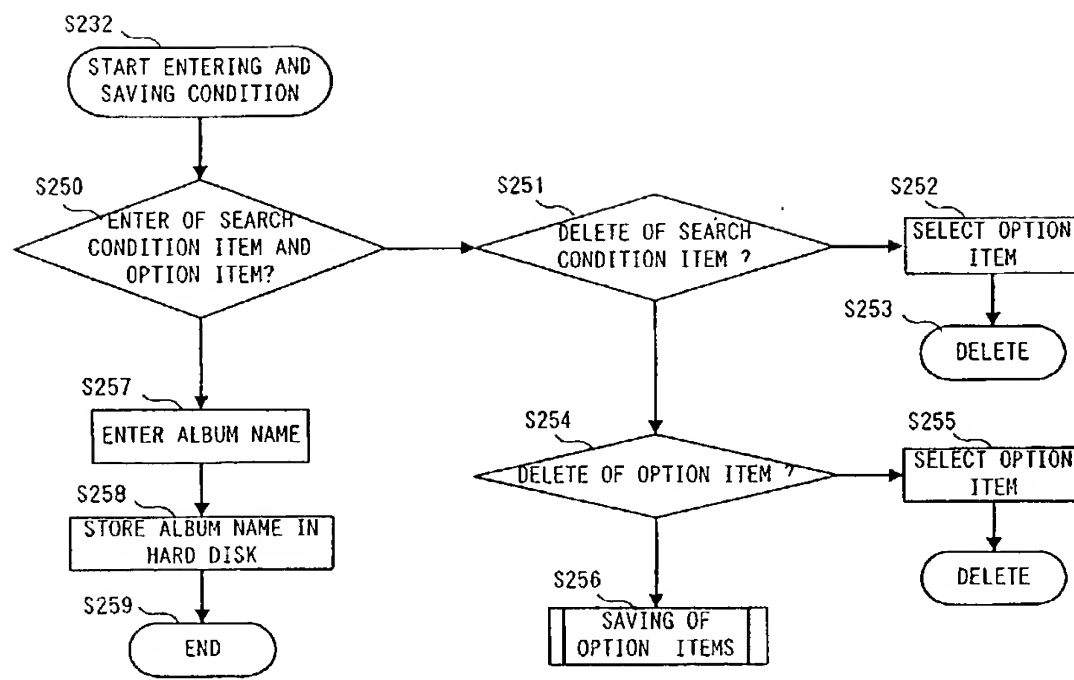 S232
START ENTERING AND
SAVING CONDITION
S250
ENTER OF SEARCH
CONDITION ITEM AND
OPTION ITEM?
S251
DELETE OF SEARCH
CONDITION ITEM ?
S252
SELECT OPTION
ITEM
S253
DELETE
S257
ENTER ALBUM NAME
S254
DELETE OF OPTION ITEM ?
S255
SELECT OPTION
ITEM
S258
STORE ALBUM NAME IN
HARD DISK
DELETE
S259
END
S256
SAVING OF
OPTION ITEMS